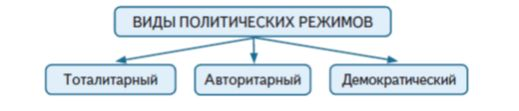 ВИДЫ ПОЛИТИЧЕСКИХ РЕЖИМОВ
Тоталитарный
Авторитарный
Демократический